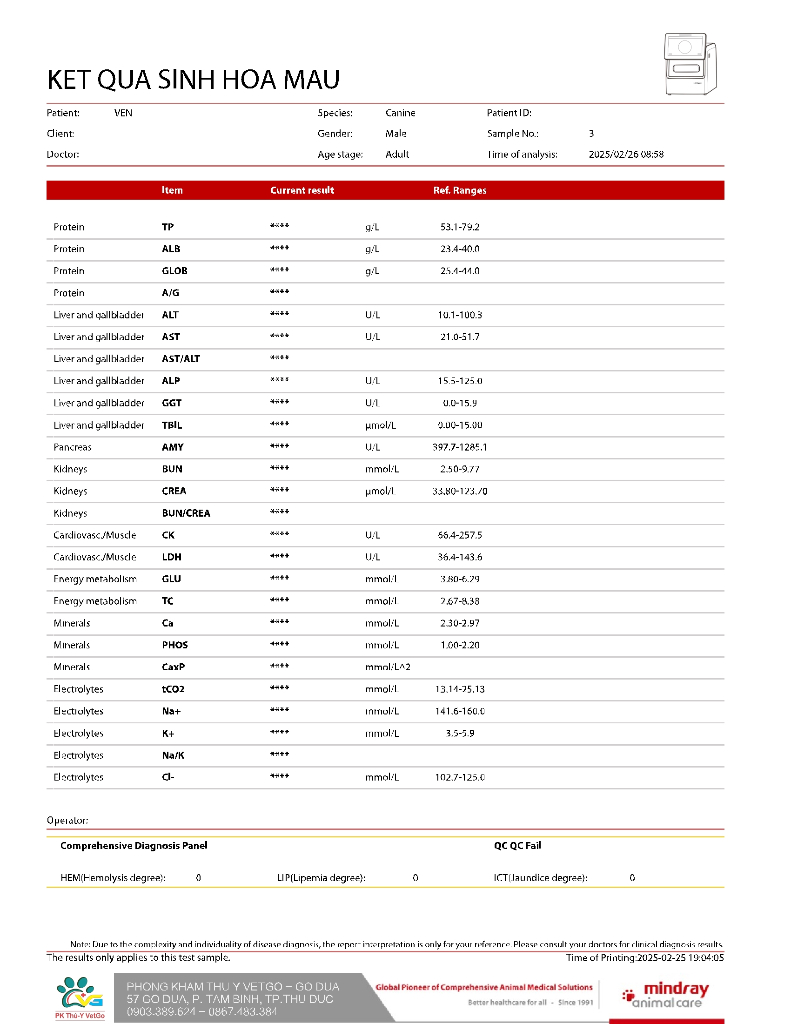 KET QUA SINH HOA MAU
Patient: VEN Species: Canine Patient ID:
Client: Gender: Male Sample No.: 3
Doctor: Age stage: Adult Time of analysis: 2025/02/26 08:58
Item Current result Ref. Ranges
Protein TP **** g/L 53.1-79.2
Protein ALB **** g/L 23.4-40.0
Protein GLOB **** g/L 25.4-44.0
Protein A/G ****
Liver and gallbladder ALT **** U/L 10.1-100.3
Liver and gallbladder AST **** U/L 21.0-51.7
Liver and gallbladder AST/ALT ****
Liver and gallbladder ALP **** U/L 15.5-125.0
Liver and gallbladder GGT **** U/L 0.0-15.9
Liver and gallbladder TBIL **** μmol/L 0.00-15.00
Pancreas AMY **** U/L 397.7-1285.1
Kidneys BUN **** mmol/L 2.50-9.77
Kidneys CREA **** μmol/L 33.80-123.70
Kidneys BUN/CREA ****
Cardiovasc./Muscle CK **** U/L 66.4-257.5
Cardiovasc./Muscle LDH **** U/L 36.4-143.6
Energy metabolism GLU **** mmol/L 3.80-6.29
Energy metabolism TC **** mmol/L 2.67-8.38
Minerals Ca **** mmol/L 2.30-2.97
Minerals PHOS **** mmol/L 1.00-2.20
Minerals CaxP **** mmol/L^2
Electrolytes tCO2 **** mmol/L 13.14-25.13
Electrolytes Na+ **** mmol/L 141.6-160.0
Electrolytes K+ **** mmol/L 3.5-5.9
Electrolytes Na/K ****
Electrolytes Cl- **** mmol/L 102.7-125.0
Operator:
Comprehensive Diagnosis Panel QC QC Fail
HEM(Hemolysis degree): 0 LIP(Lipemia degree): 0 ICT(Jaundice degree): 0
Note: Due to the complexity and individuality of disease diagnosis, the report interpretation is only for your reference. Please consult your doctors for clinical diagnosis results.
The results only applies to this test sample. Time of Printing:2025-02-25 19:04:05
PK Thú-Y VetGo
PHONG KHAM THU Y VETGO – GO DUA
57 GO DUA, P. TAM BINH, TP.THU DUC
0903.389.624 – 0867.483.384
Global Pioneer of Comprehensive Animal Medical Solutions
Better healthcare for all - Since 1991
mindray
animal care